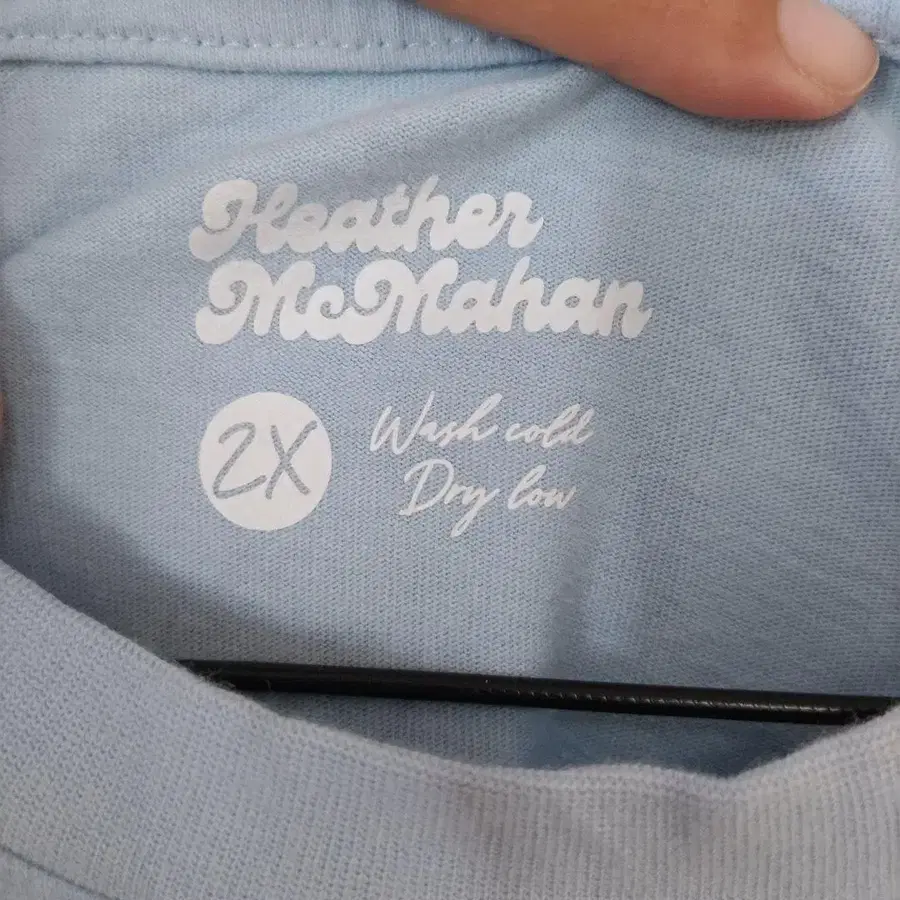 Heather
McMahan
2X
Wash cold
Dry low